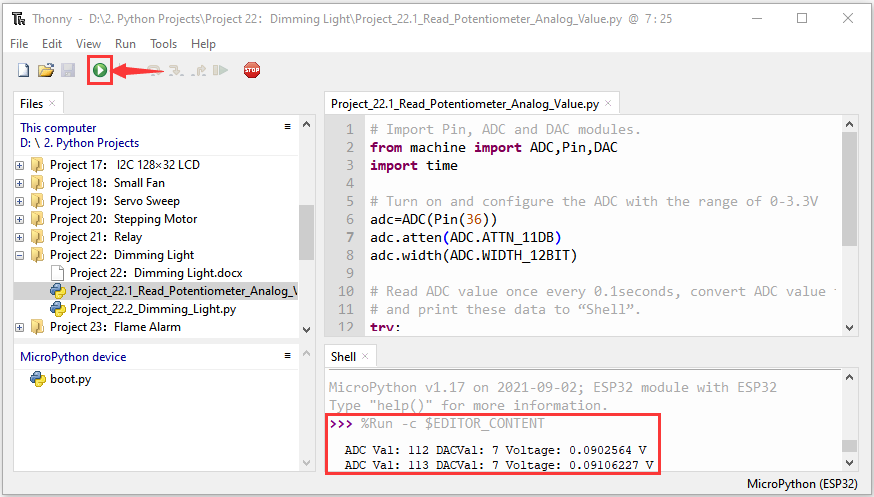 Thonny - D:\2. Python Projects\Project 22：Dimming Light\Project_22.1_Read_Potentiometer_Analog_Value.py @ 7 : 25
File Edit View Run Tools Help
STOP
Files
This computer
D: \ 2. Python Projects
Project 17： I2C 128×32 LCD
Project 18：Small Fan
Project 19：Servo Sweep
Project 20：Stepping Motor
Project 21：Relay
Project 22：Dimming Light
Project 22：Dimming Light.docx
Project_22.1_Read_Potentiometer_Analog_V
Project_22.2_Dimming_Light.py
Project 23：Flame Alarm
MicroPython device
boot.py
Project_22.1_Read_Potentiometer_Analog_Value.py
1 # Import Pin, ADC and DAC modules.
2 from machine import ADC,Pin,DAC
3 import time
4
5 # Turn on and configure the ADC with the range of 0-3.3V
6 adc=ADC(Pin(36))
7 adc.atten(ADC.ATTN_11DB)
8 adc.width(ADC.WIDTH_12BIT)
9
10 # Read ADC value once every 0.1seconds, convert ADC value
11 # and print these data to “Shell”.
12 try:
Shell
MicroPython v1.17 on 2021-09-02; ESP32 module with ESP32
Type "help()" for more information.
>>> %Run -c $EDITOR_CONTENT
ADC Val: 112 DACVal: 7 Voltage: 0.0902564 V
ADC Val: 113 DACVal: 7 Voltage: 0.09106227 V
MicroPython (ESP32)